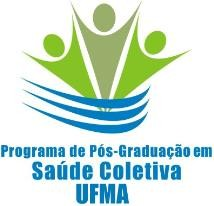 Programa de Pós-Graduação em
Saúde Coletiva
UFMA